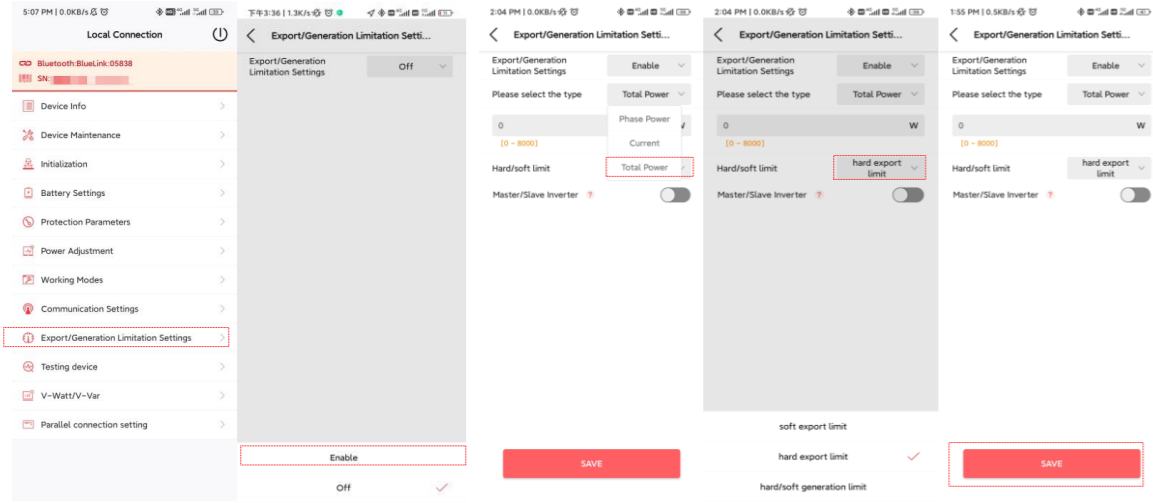 5:07 PM | 0.0KB/s
Local Connection
Bluetooth:BlueLink:05838
SN:
Device Info
Device Maintenance
Initialization
Battery Settings
Protection Parameters
Power Adjustment
Working Modes
Communication Settings
Export/Generation Limitation Settings
Testing device
V-Watt/V-Var
Parallel connection setting
下午3:36 | 1.3K/s
Export/Generation Limitation Setti...
Export/Generation
Limitation Settings
Off
Enable
Off
2:04 PM | 0.0KB/s
Export/Generation Limitation Setti...
Export/Generation
Limitation Settings
Enable
Please select the type
Total Power
Phase Power
0
W
[0 ~ 8000]
Current
Hard/soft limit
Total Power
Master/Slave Inverter ?
SAVE
2:04 PM | 0.0KB/s
Export/Generation Limitation Setti...
Export/Generation
Limitation Settings
Enable
Please select the type
Total Power
0
W
[0 ~ 8000]
Hard/soft limit
hard export
limit
Master/Slave Inverter ?
soft export limit
hard export limit
hard/soft generation limit
1:55 PM | 0.5KB/s
Export/Generation Limitation Setti...
Export/Generation
Limitation Settings
Enable
Please select the type
Total Power
0
W
[0 ~ 8000]
Hard/soft limit
hard export
limit
Master/Slave Inverter ?
SAVE